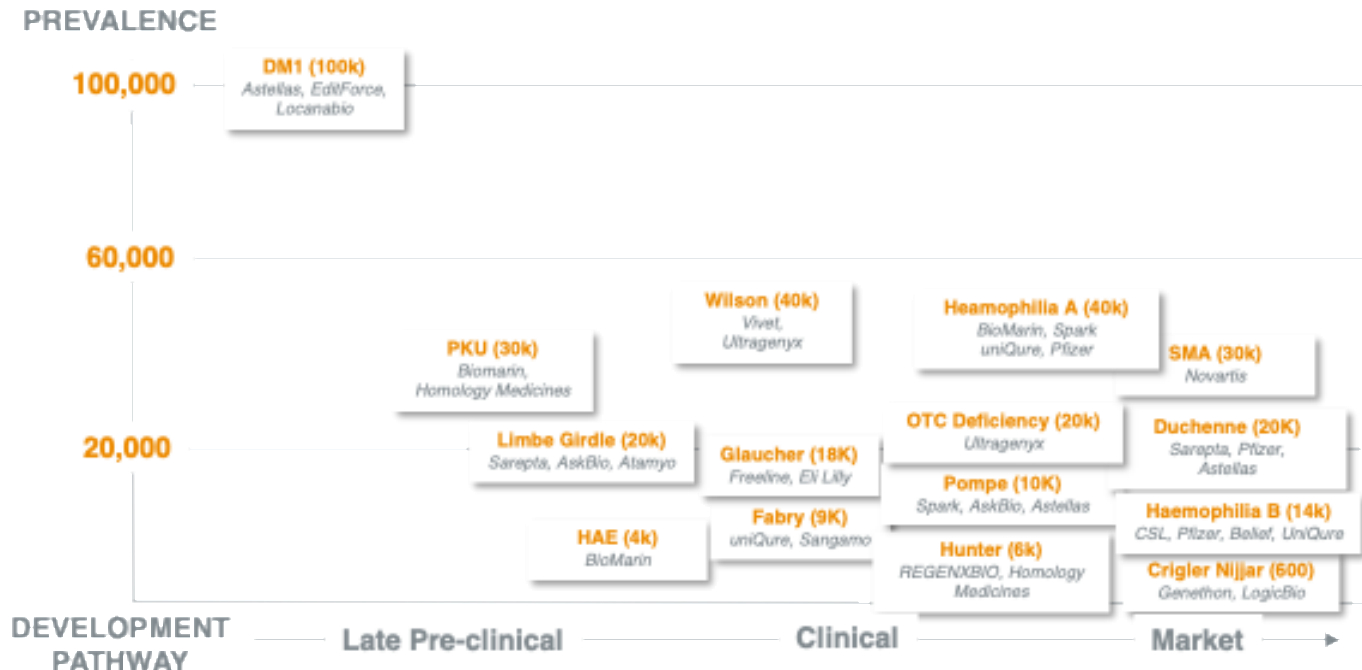 PREVALENCE
100,000
DM1 (100k)
Astellas, EditForce,
Locanabio
60,000
Wilson (40k)
Vivet,
Ultragenyx
Heamophilia A (40k)
BioMarin, Spark
uniQure, Pfizer
PKU (30k)
Biomarin,
Homology Medicines
SMA (30k)
Novartis
20,000
Limbe Girdle (20k)
Sarepta, AskBio, Atamyo
Glaucher (18K)
Freeline, Eli Lilly
OTC Deficiency (20k)
Ultragenyx
Duchenne (20K)
Sarepta, Pfizer,
Astellas
Pompe (10K)
Spark, AskBio, Astellas
HAE (4k)
BioMarin
Fabry (9K)
uniQure, Sangamo
Hunter (6k)
REGENXBIO, Homology
Medicines
Haemophilia B (14k)
CSL, Pfizer, Belief, UniQure
Crigler Nijjar (600)
Genethon, LogicBio
DEVELOPMENT
PATHWAY
Late Pre-clinical
Clinical
Market